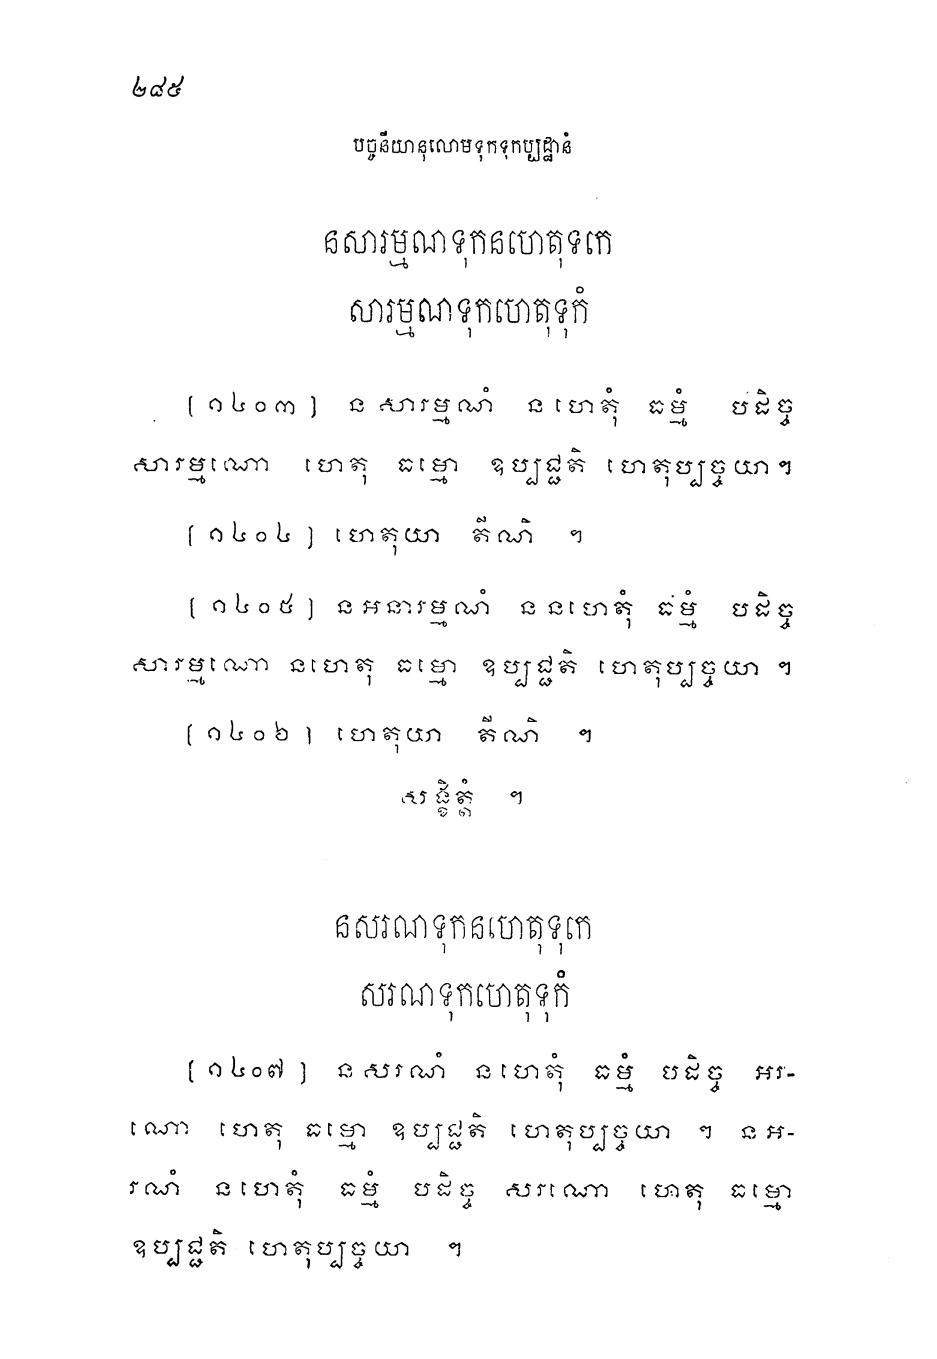 ២៨៥
បច្ចនីយានុលោមទុកទុកប្បដ្ឋានំ
នសារម្មណទុកនហេតុទុកេ
សារម្មណទុកហេតុទុកំ
[១៤០៣] នសារម្មណំ នហេតុំ ធម្មំ បដិច្ច
សារម្មណោ ហេតុ ធម្មោ ឧប្បជ្ជតិ ហេតុប្បច្ចយា។
[១៤០៤] ហេតុយា តីណិ ។
[១៤០៥] នអនារម្មណំ ននហេតុំ ធម្មំ បដិច្ច
សារម្មណោ នហេតុ ធម្មោ ឧប្បជ្ជតិ ហេតុប្បច្ចយា ។
[១៤០៦] ហេតុយា តីណិ ។
សង្ខិត្តំ ។
នសរណទុកនហេតុទុកេ
សរណទុកហេតុទុកំ
[១៤០៧] នសរណំ នហេតុំ ធម្មំ បដិច្ច អរ-
ណោ ហេតុ ធម្មោ ឧប្បជ្ជតិ ហេតុប្បច្ចយា ។ នអ-
រណំ នហេតុំ ធម្មំ បដិច្ច សរណោ ហេតុ ធម្មោ
ឧប្បជ្ជតិ ហេតុប្បច្ចយា ។